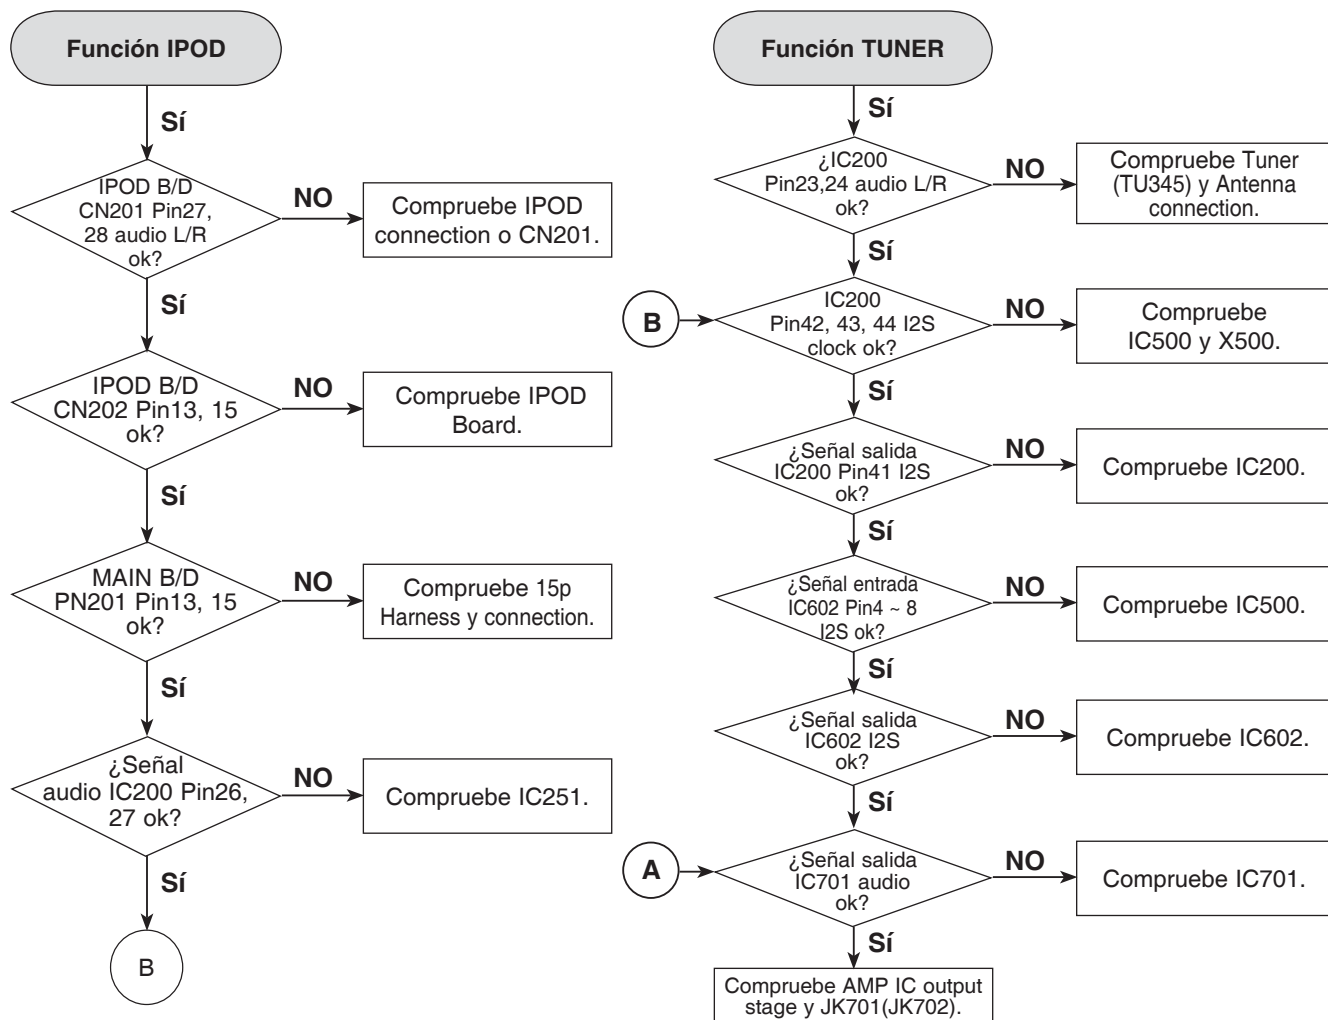 Función IPOD
Sí
IPOD B/D
CN201 Pin27,
28 audio L/R
ok?
NO
Compruebe IPOD
connection o CN201.
Sí
IPOD B/D
CN202 Pin13, 15
ok?
NO
Compruebe IPOD
Board.
Sí
MAIN B/D
PN201 Pin13, 15
ok?
NO
Compruebe 15p
Harness y connection.
Sí
¿Señal
audio IC200 Pin26,
27 ok?
NO
Compruebe IC251.
Sí
B
Función TUNER
Sí
¿IC200
Pin23,24 audio L/R
ok?
NO
Compruebe Tuner
(TU345) y Antenna
connection.
Sí
B
IC200
Pin42, 43, 44 I2S
clock ok?
NO
Compruebe
IC500 y X500.
Sí
¿Señal salida
IC200 Pin41 I2S
ok?
NO
Compruebe IC200.
Sí
¿Señal entrada
IC602 Pin4 ~ 8
I2S ok?
NO
Compruebe IC500.
Sí
¿Señal salida
IC602 I2S
ok?
NO
Compruebe IC602.
Sí
A
¿Señal salida
IC701 audio
ok?
NO
Compruebe IC701.
Sí
Compruebe AMP IC output
stage y JK701(JK702).